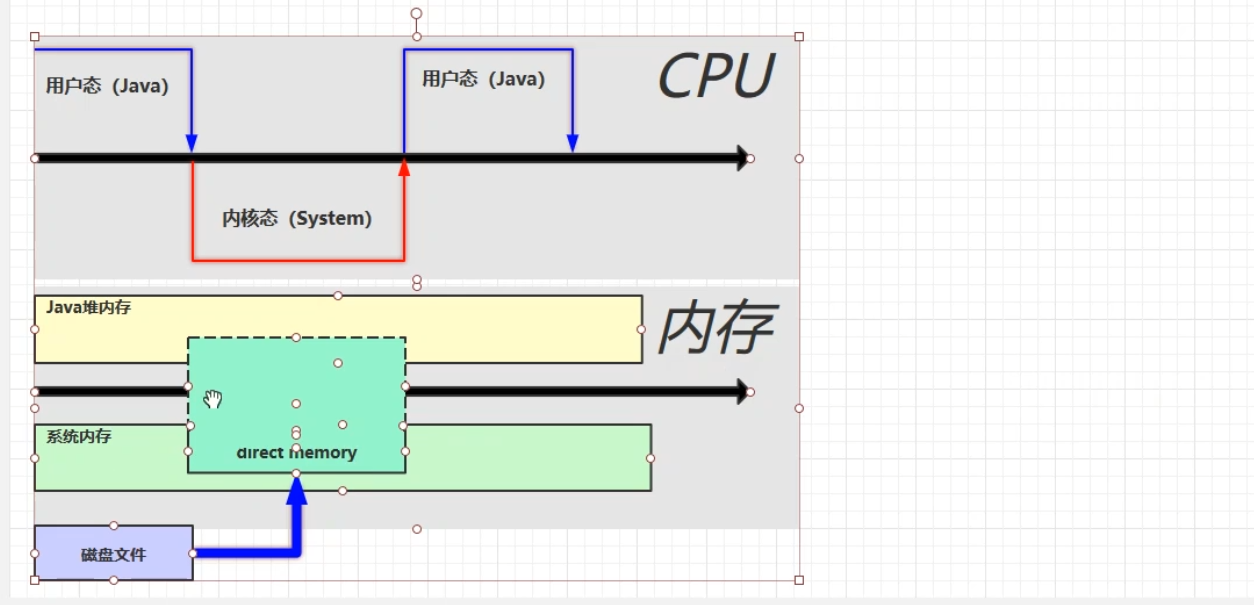 用户态（Java）
用户态（Java）
CPU
内核态（System）
Java堆内存
内存
系统内存
direct memory
磁盘文件